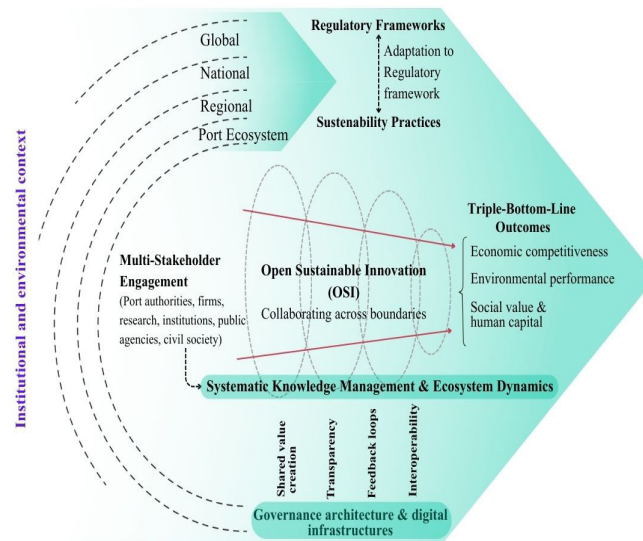 Institutional and environmental context
Global
National
Regional
Port Ecosystem
Regulatory Frameworks
Adaptation to
Regulatory
framework
Sustenability Practices
Multi-Stakeholder
Engagement
(Port authorities, firms,
research, institutions, public
agencies, civil society)
Open Sustainable Innovation
(OSI)
Collaborating across boundaries
Triple-Bottom-Line
Outcomes
Economic competitiveness
Environmental performance
Social value &
human capital
Systematic Knowledge Management & Ecosystem Dynamics
Shared value
creation
Transparency
Feedback loops
Interoperability
Governance architecture & digital
infrastructures